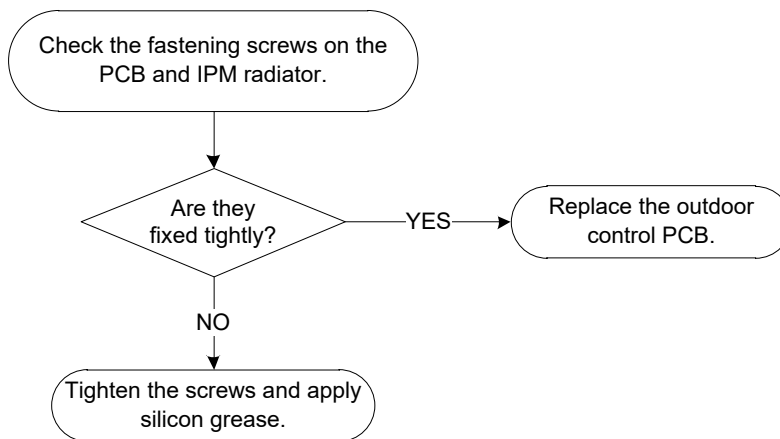 Check the fastening screws on the
PCB and IPM radiator.
Are they
fixed tightly?
YES
Replace the outdoor
control PCB.
NO
Tighten the screws and apply
silicon grease.